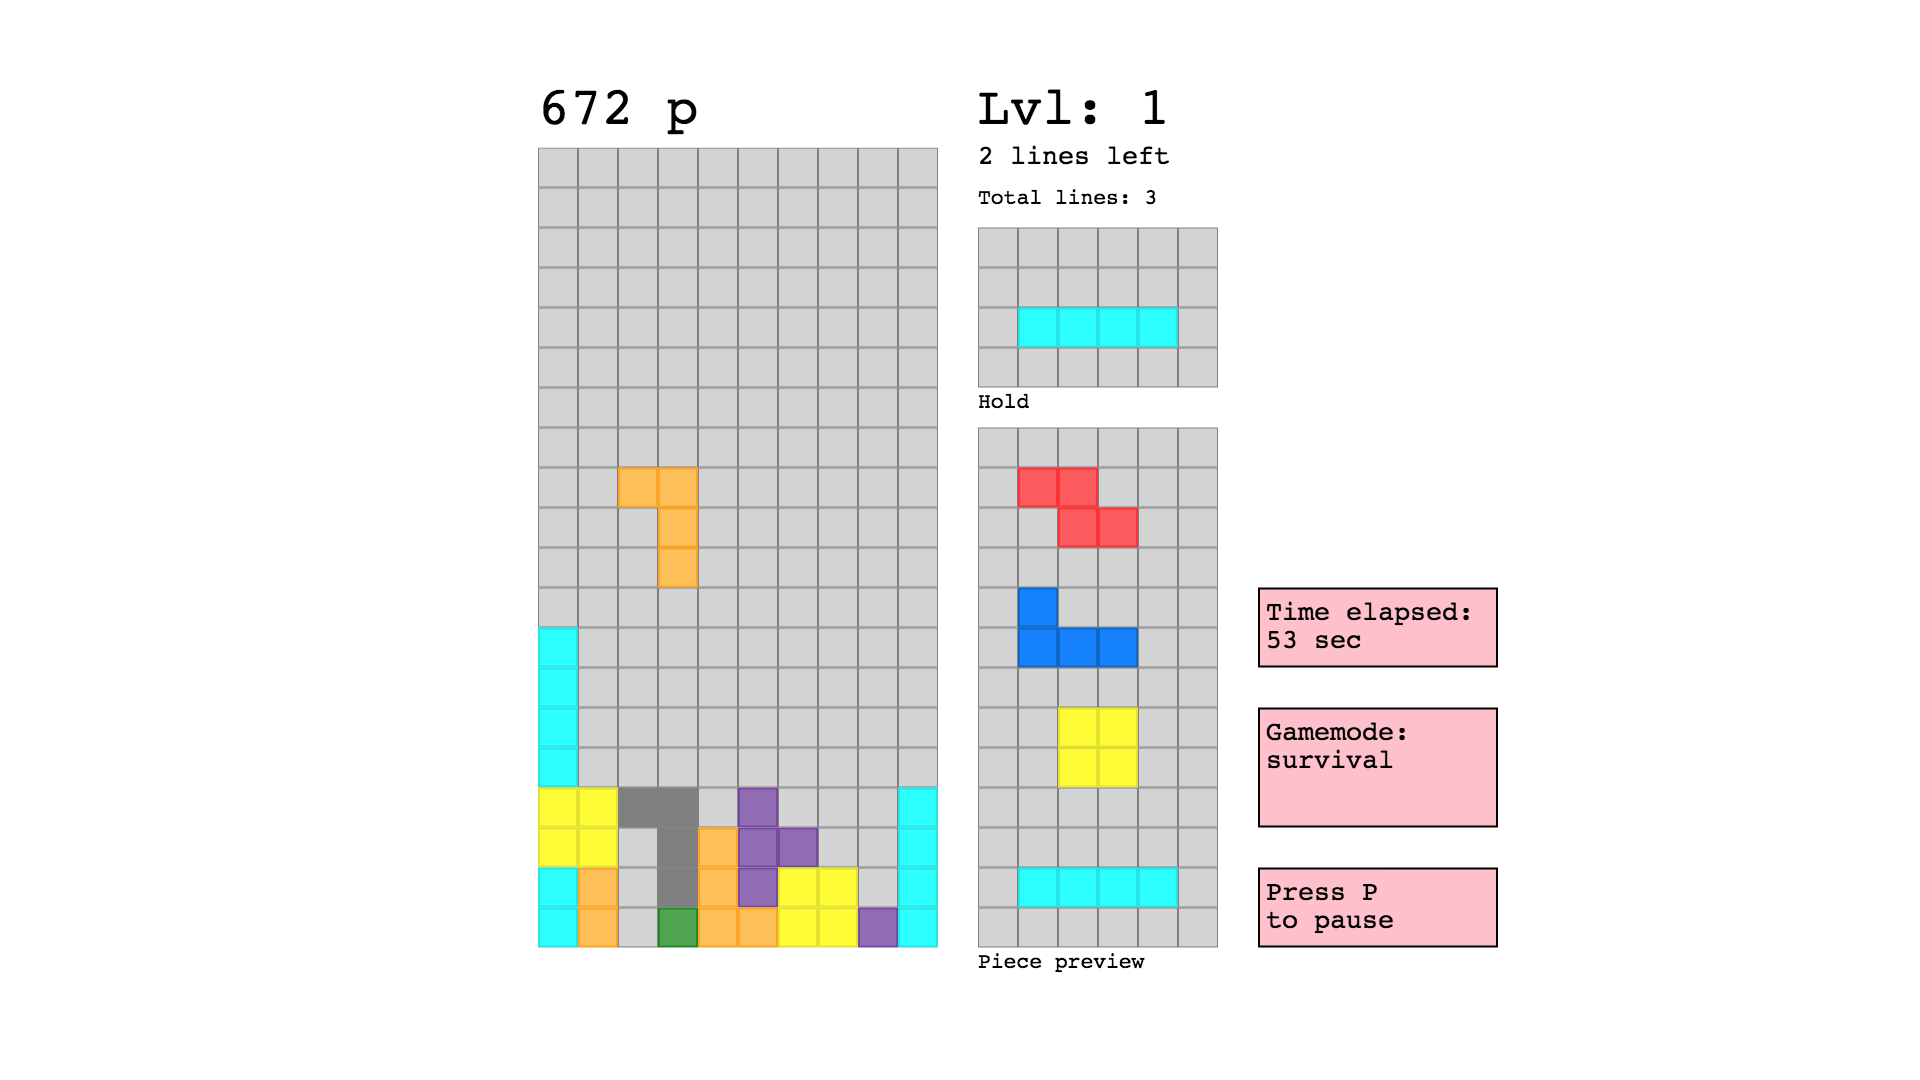 672 p
Lvl: 1
2 lines left
Total lines: 3
Hold
Piece preview
Time elapsed:
53 sec
Gamemode:
survival
Press P
to pause